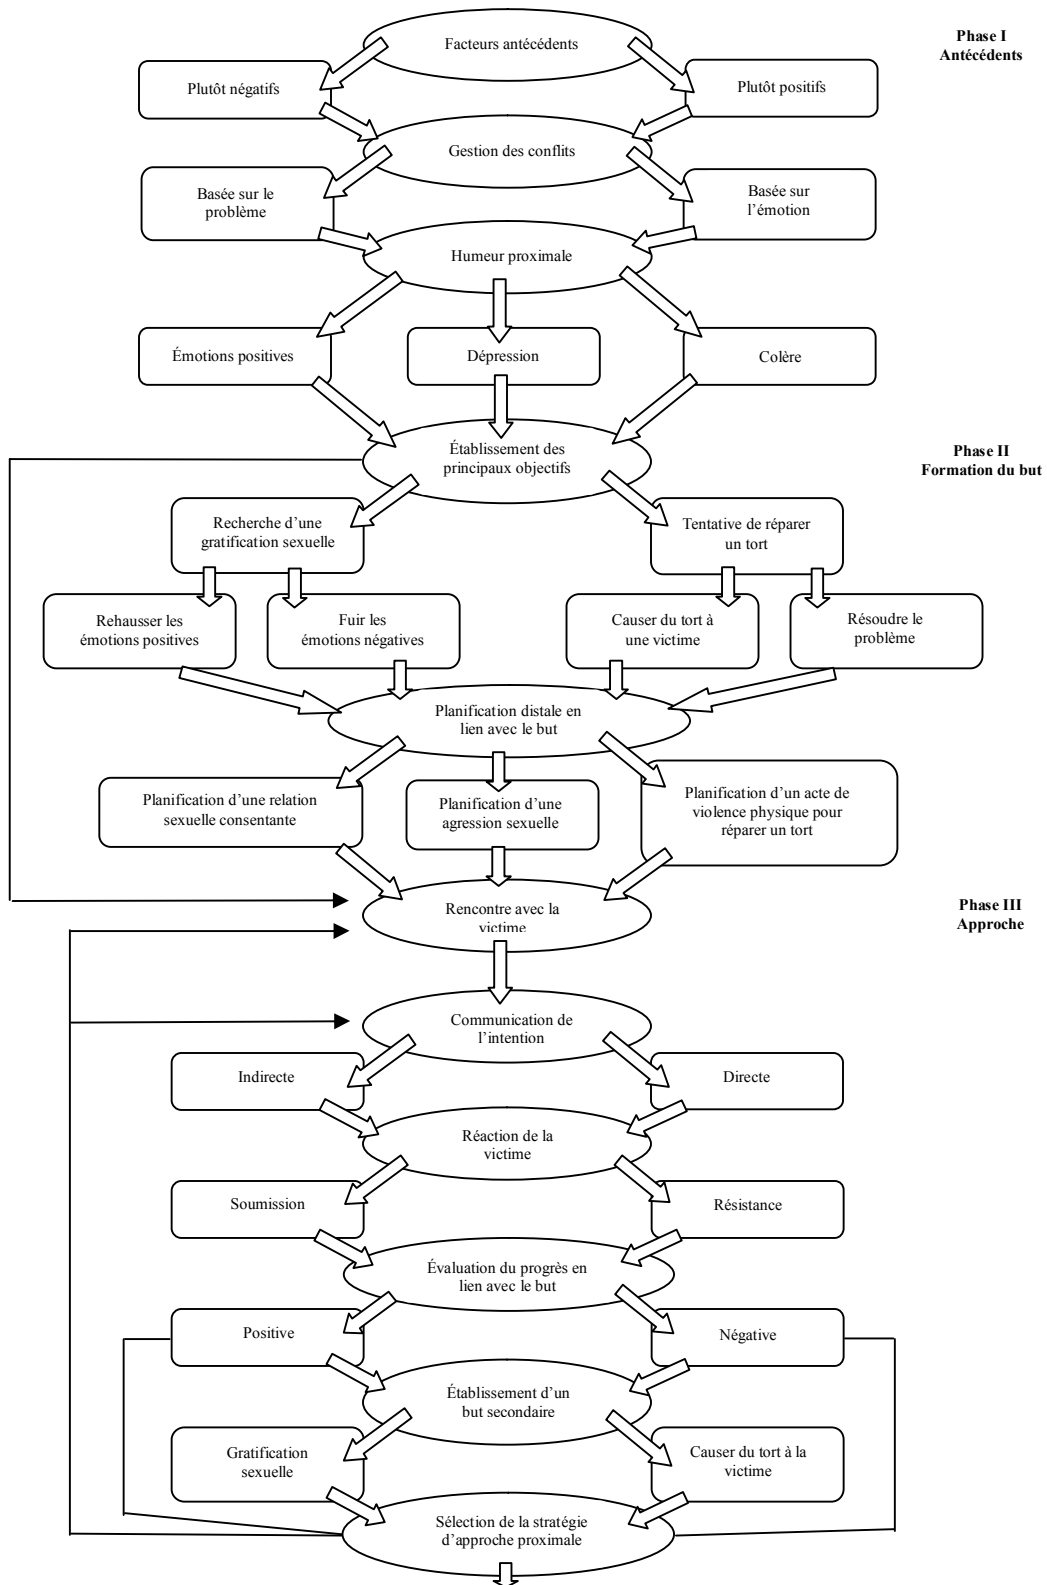 Facteurs antécédents
Phase I
Antécédents
Plutôt négatifs
Plutôt positifs
Gestion des conflits
Basée sur le
problème
Basée sur
l'émotion
Humeur proximale
Émotions positives
Dépression
Colère
Établissement des
principaux objectifs
Phase II
Formation du but
Recherche d'une
gratification sexuelle
Tentative de réparer
un tort
Rehausser les
émotions positives
Fuir les
émotions négatives
Causer du tort à
une victime
Résoudre le
problème
Planification distale en
lien avec le but
Planification d'une relation
sexuelle consentante
Planification d'une
agression sexuelle
Planification d'un acte de
violence physique pour
réparer un tort
Rencontre avec la
victime
Phase III
Approche
Communication de
l'intention
Indirecte
Directe
Réaction de la
victime
Soumission
Résistance
Évaluation du progrès en
lien avec le but
Positive
Négative
Établissement d'un
but secondaire
Gratification
sexuelle
Causer du tort à la
victime
Sélection de la stratégie
d'approche proximale